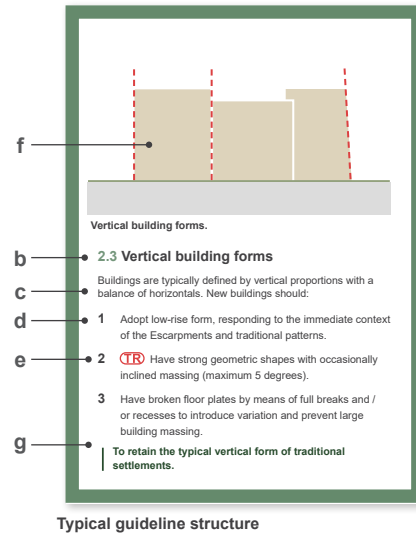 f
Vertical building forms.
b
2.3 Vertical building forms
c
Buildings are typically defined by vertical proportions with a
balance of horizontals. New buildings should:
d
1 Adopt low-rise form, responding to the immediate context
of the Escarpments and traditional patterns.
e
2 TR Have strong geometric shapes with occasionally
inclined massing (maximum 5 degrees).
3 Have broken floor plates by means of full breaks and /
or recesses to introduce variation and prevent large
building massing.
g
To retain the typical vertical form of traditional
settlements.
Typical guideline structure